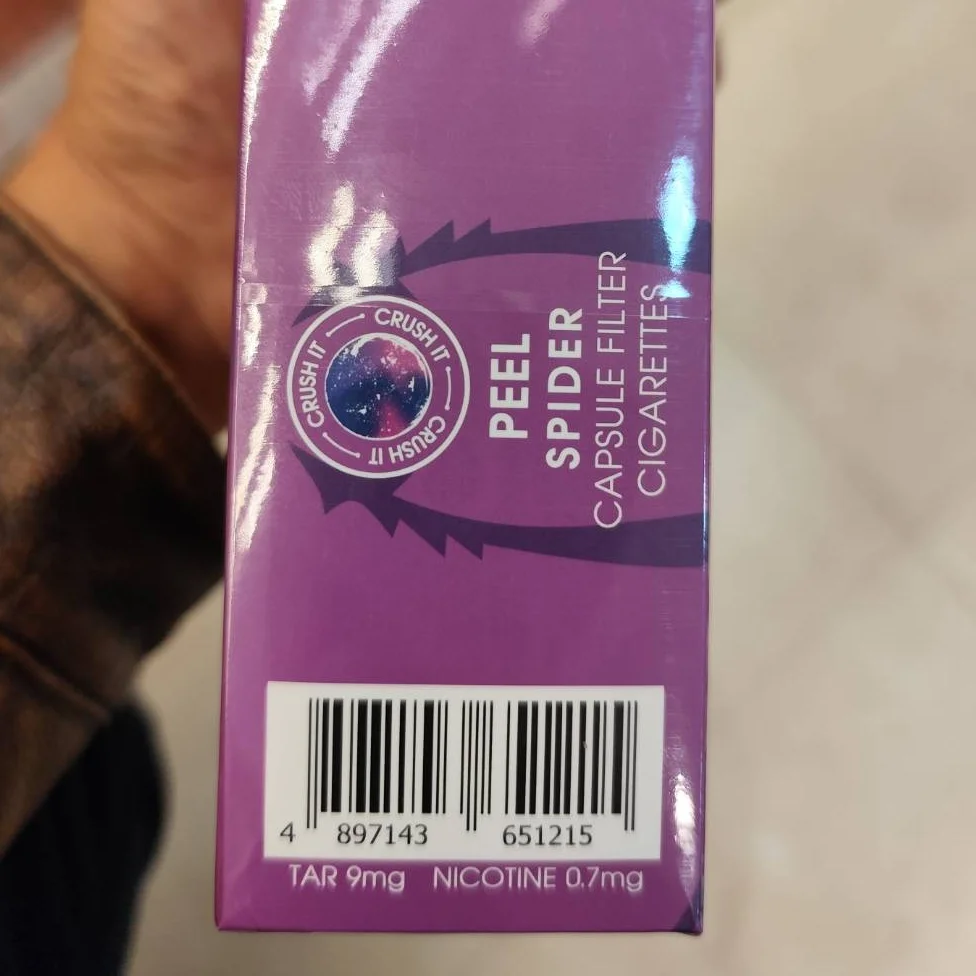 CRUSH IT
CRUSH IT
CRUSH IT
PEEL
SPIDER
CAPSULE FILTER
CIGARETTES
4 897143 651215
TAR 9mg NICOTINE 0.7mg